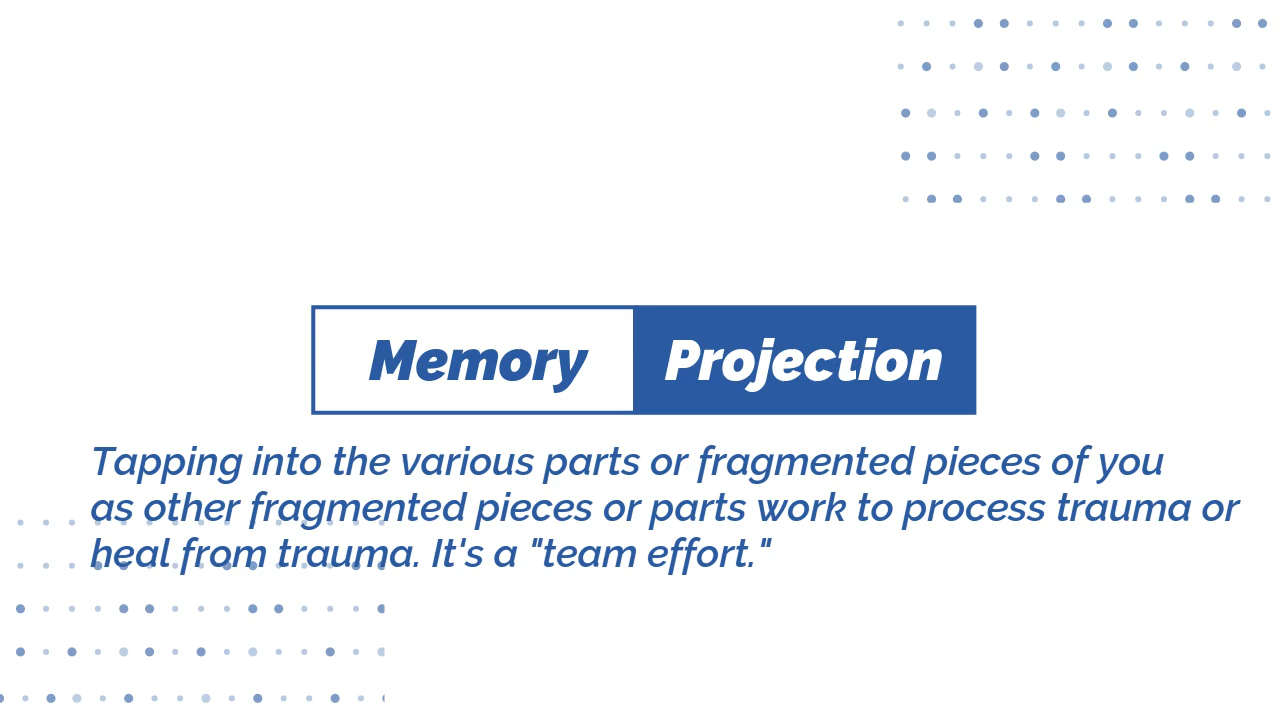 Memory Projection
Tapping into the various parts or fragmented pieces of you
as other fragmented pieces or parts work to process trauma or
heal from trauma. It's a "team effort."